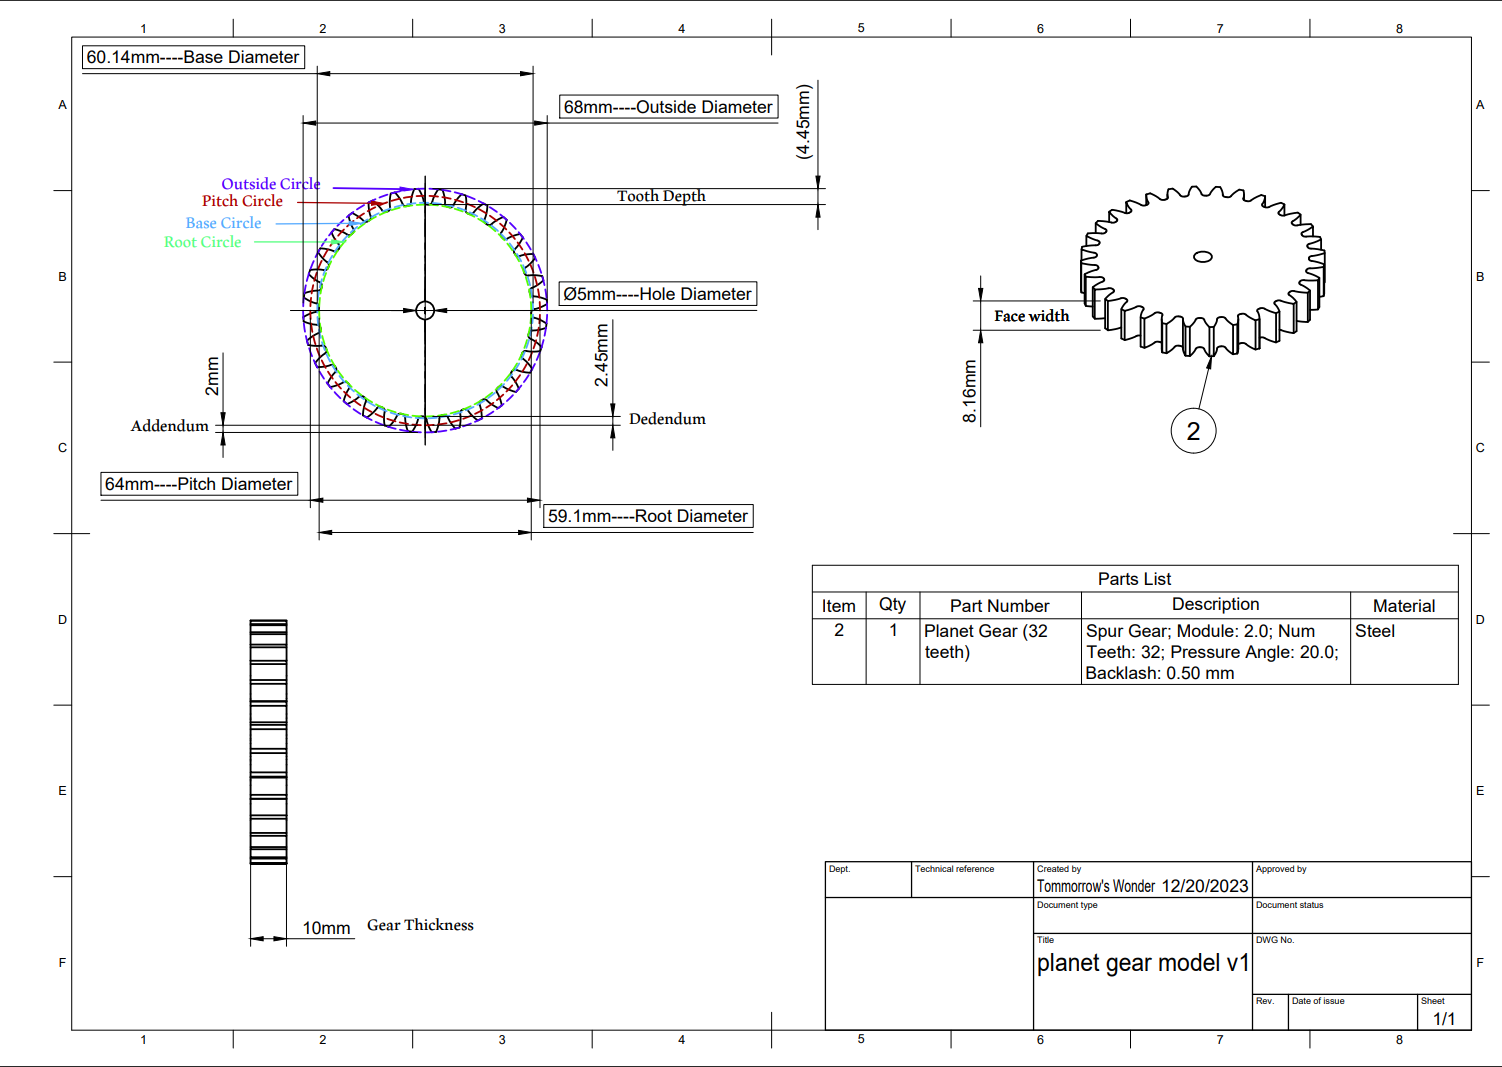 1 2 3 4 5 6 7 8
60.14mm----Base Diameter
A A
68mm----Outside Diameter
(4.45mm)
Outside Circle
Tooth Depth
Pitch Circle
Base Circle
Root Circle
B B
Ø5mm----Hole Diameter
Face width
2.45mm
2mm
8.16mm
Addendum
Dedendum
2
C C
64mm----Pitch Diameter
59.1mm----Root Diameter
Parts List
Item Qty Part Number Description Material
2 1 Planet Gear (32 Spur Gear; Module: 2.0; Num Steel
teeth) Teeth: 32; Pressure Angle: 20.0;
Backlash: 0.50 mm
D D
E E
Dept. Technical reference Created by Approved by
Tommorrow's Wonder 12/20/2023
Document type Document status
10mm Gear Thickness
Title DWG No.
planet gear model v1
F F
Rev. Date of issue Sheet
1/1
1 2 3 4 5 6 7 8